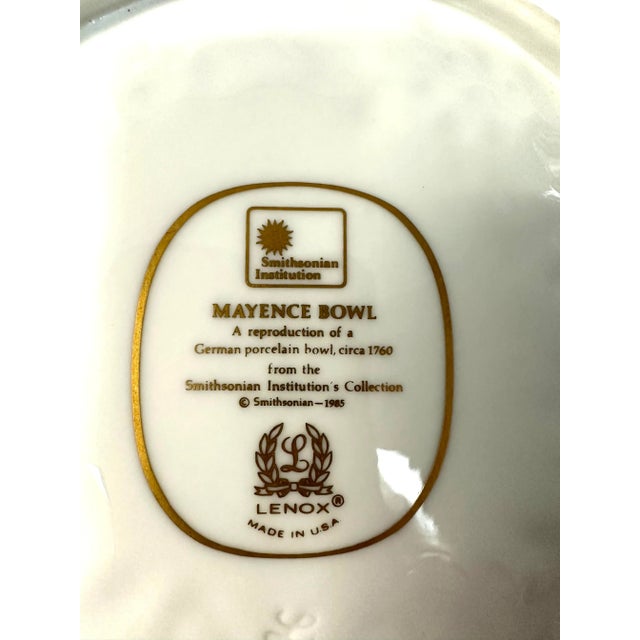 Smithsonian
Institution
MAYENCE BOWL
A reproduction of a
German porcelain bowl, circa 1760
from the
Smithsonian Institution's Collection
© Smithsonian—1985
L
LENOX®
MADE IN U.S.A